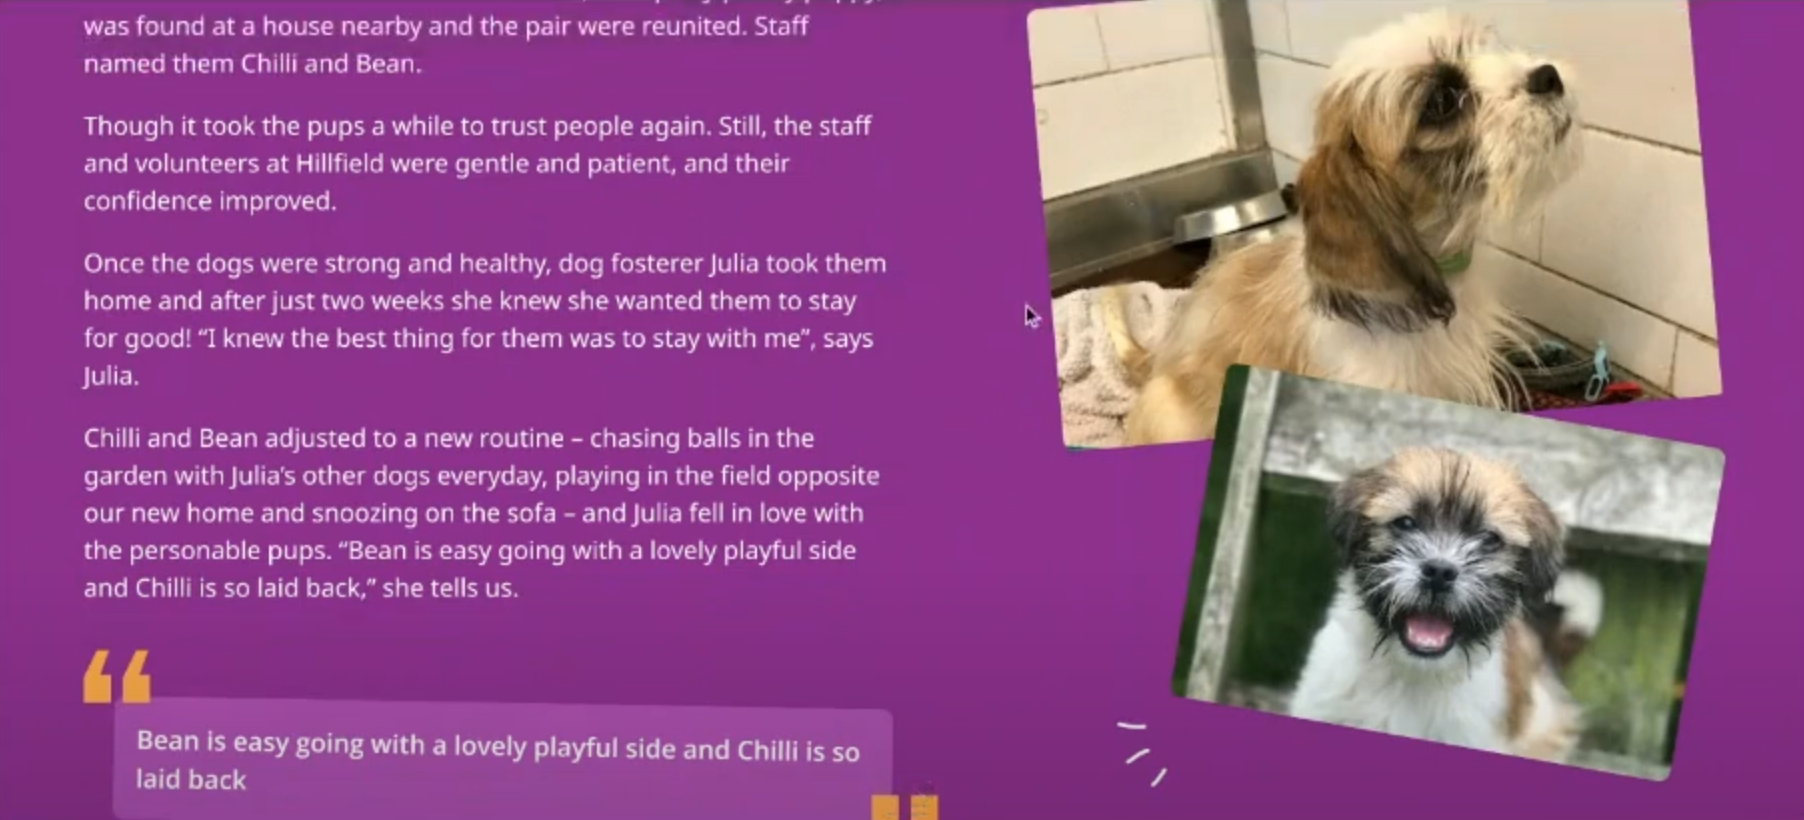 was found at a house nearby and the pair were reunited. Staff
named them Chilli and Bean.
Though it took the pups a while to trust people again. Still, the staff
and volunteers at Hillfield were gentle and patient, and their
confidence improved.
Once the dogs were strong and healthy, dog fosterer Julia took them
home and after just two weeks she knew she wanted them to stay
for good! “I knew the best thing for them was to stay with me”, says
Julia.
Chilli and Bean adjusted to a new routine – chasing balls in the
garden with Julia’s other dogs everyday, playing in the field opposite
our new home and snoozing on the sofa – and Julia fell in love with
the personable pups. “Bean is easy going with a lovely playful side
and Chilli is so laid back,” she tells us.
“
Bean is easy going with a lovely playful side and Chilli is so
laid back
”